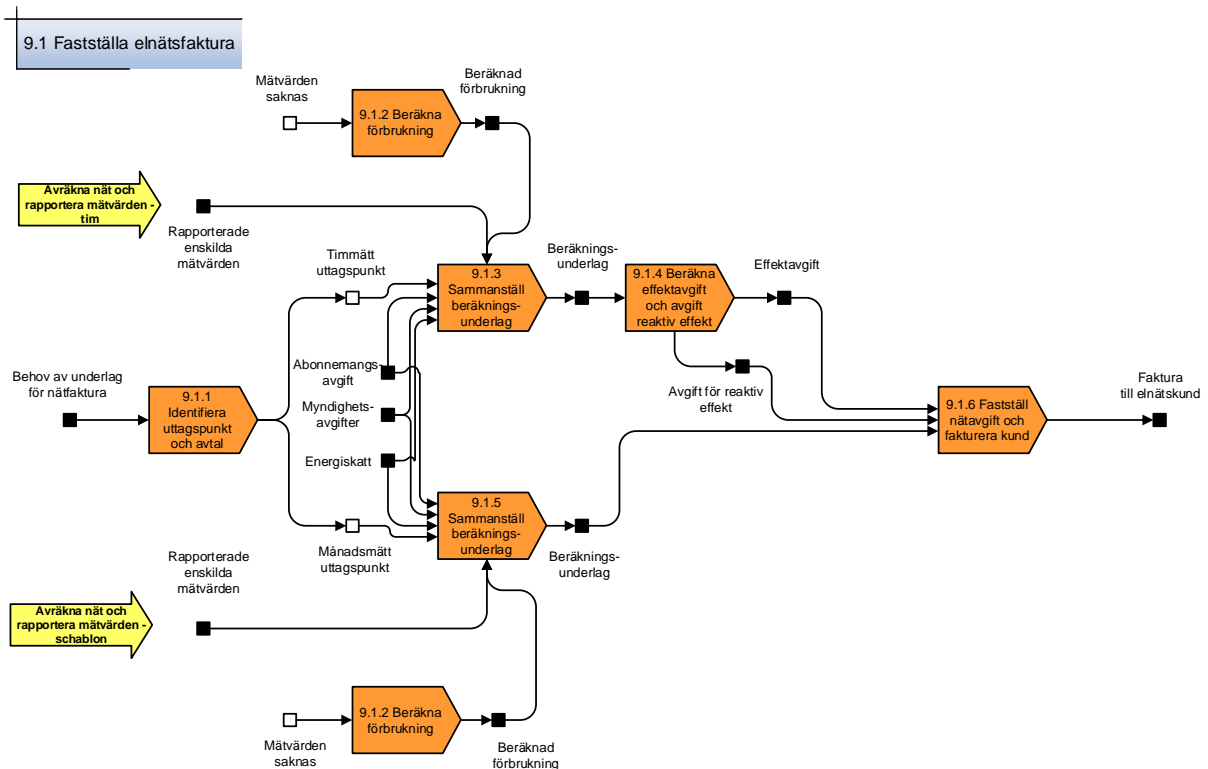 9.1 Fastställa elnätsfaktura
Mätvärden
saknas
9.1.2 Beräkna
förbrukning
Beräknad
förbrukning
Avräkna nät och
rapportera mätvärden -
tim
Rapporterade
enskilda
mätvärden
Timmätt
uttagspunkt
9.1.3
Sammanställ
beräknings-
underlag
Beräknings-
underlag
9.1.4 Beräkna
effektavgift
och avgift
reaktiv effekt
Effektavgift
Behov av underlag
för nätfaktura
9.1.1
Identifiera
uttagspunkt
och avtal
Abonnemangs-
avgift
Myndighets-
avgifter
Energiskatt
Avgift för reaktiv
effekt
9.1.6 Fastställ
nätavgift och
fakturera kund
Faktura
till elnätskund
Rapporterade
enskilda
mätvärden
Månadsmätt
uttagspunkt
9.1.5
Sammanställ
beräknings-
underlag
Beräknings-
underlag
Avräkna nät och
rapportera mätvärden -
schablon
Mätvärden
saknas
9.1.2 Beräkna
förbrukning
Beräknad
förbrukning